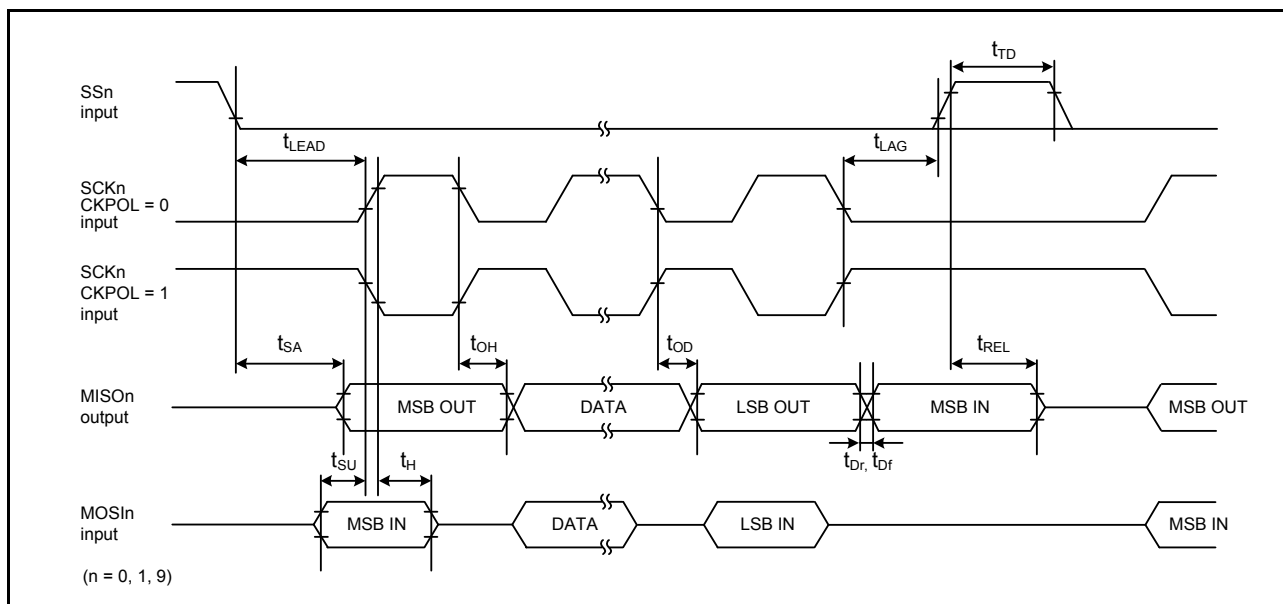 tTD
SSn
input
tLEAD
tLAG
SCKn
CKPOL = 0
input
SCKn
CKPOL = 1
input
tSA
tOH
tOD
tREL
MISOn
output
MSB OUT
DATA
LSB OUT
MSB IN
MSB OUT
tSU
tH
tDr, tDf
MOSIn
input
MSB IN
DATA
LSB IN
MSB IN
(n = 0, 1, 9)